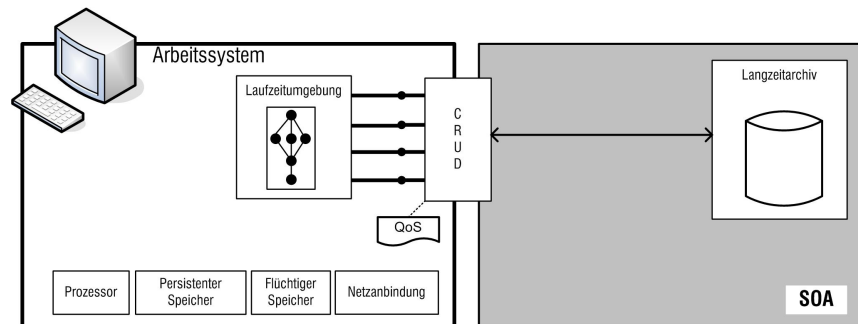 Arbeitssystem
Laufzeitumgebung
C
R
U
D
QoS
Langzeitarchiv
Prozessor
Persistenter
Speicher
Flüchtiger
Speicher
Netzanbindung
SOA